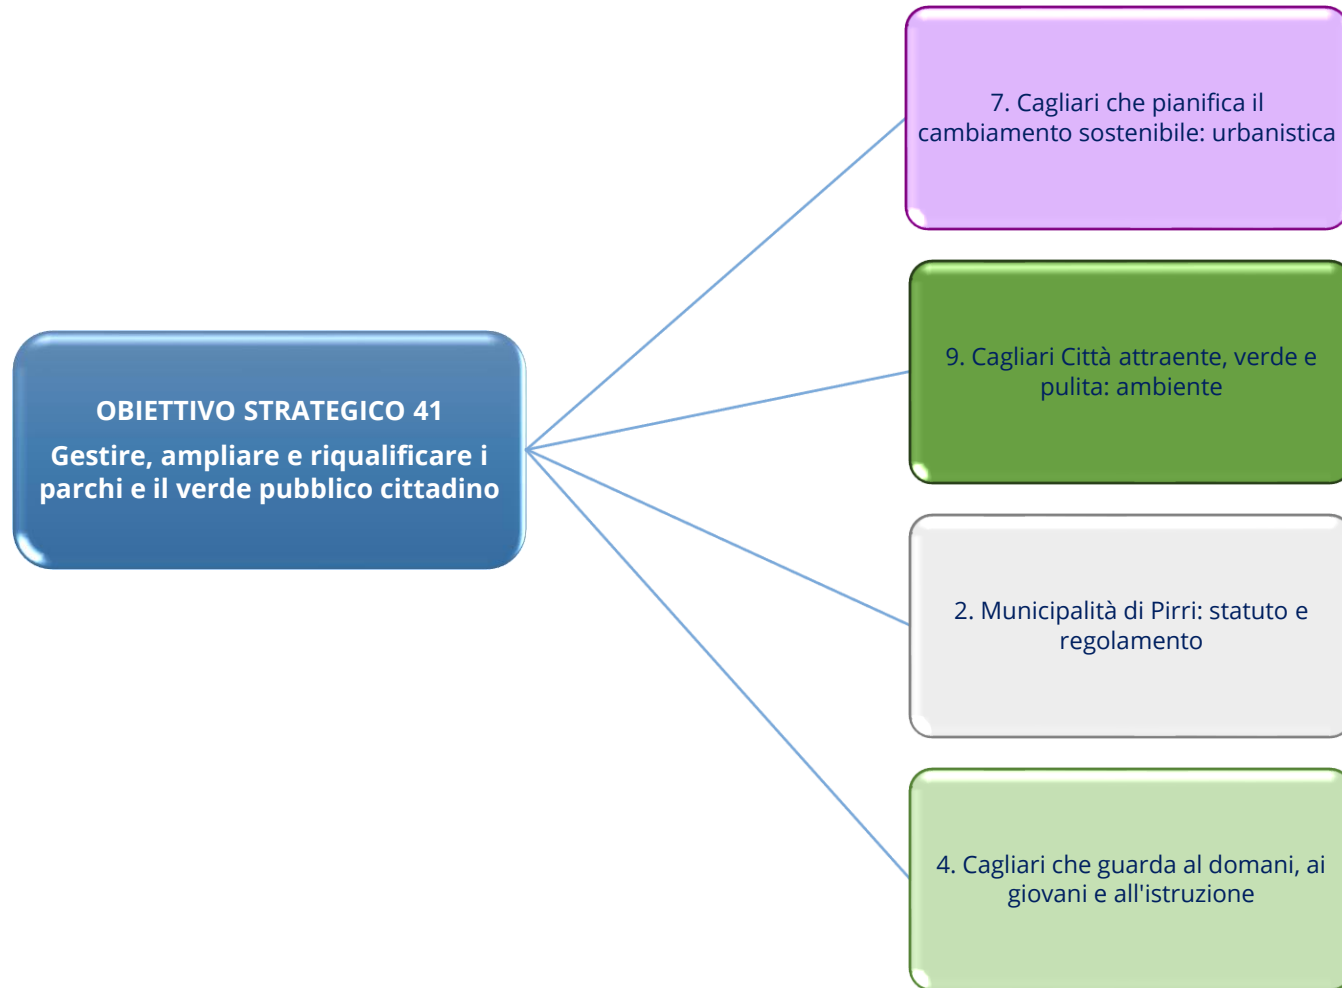 OBIETTIVO STRATEGICO 41
Gestire, ampliare e riqualificare i
parchi e il verde pubblico cittadino
7. Cagliari che pianifica il
cambiamento sostenibile: urbanistica
9. Cagliari Città attraente, verde e
pulita: ambiente
2. Municipalità di Pirri: statuto e
regolamento
4. Cagliari che guarda al domani, ai
giovani e all'istruzione